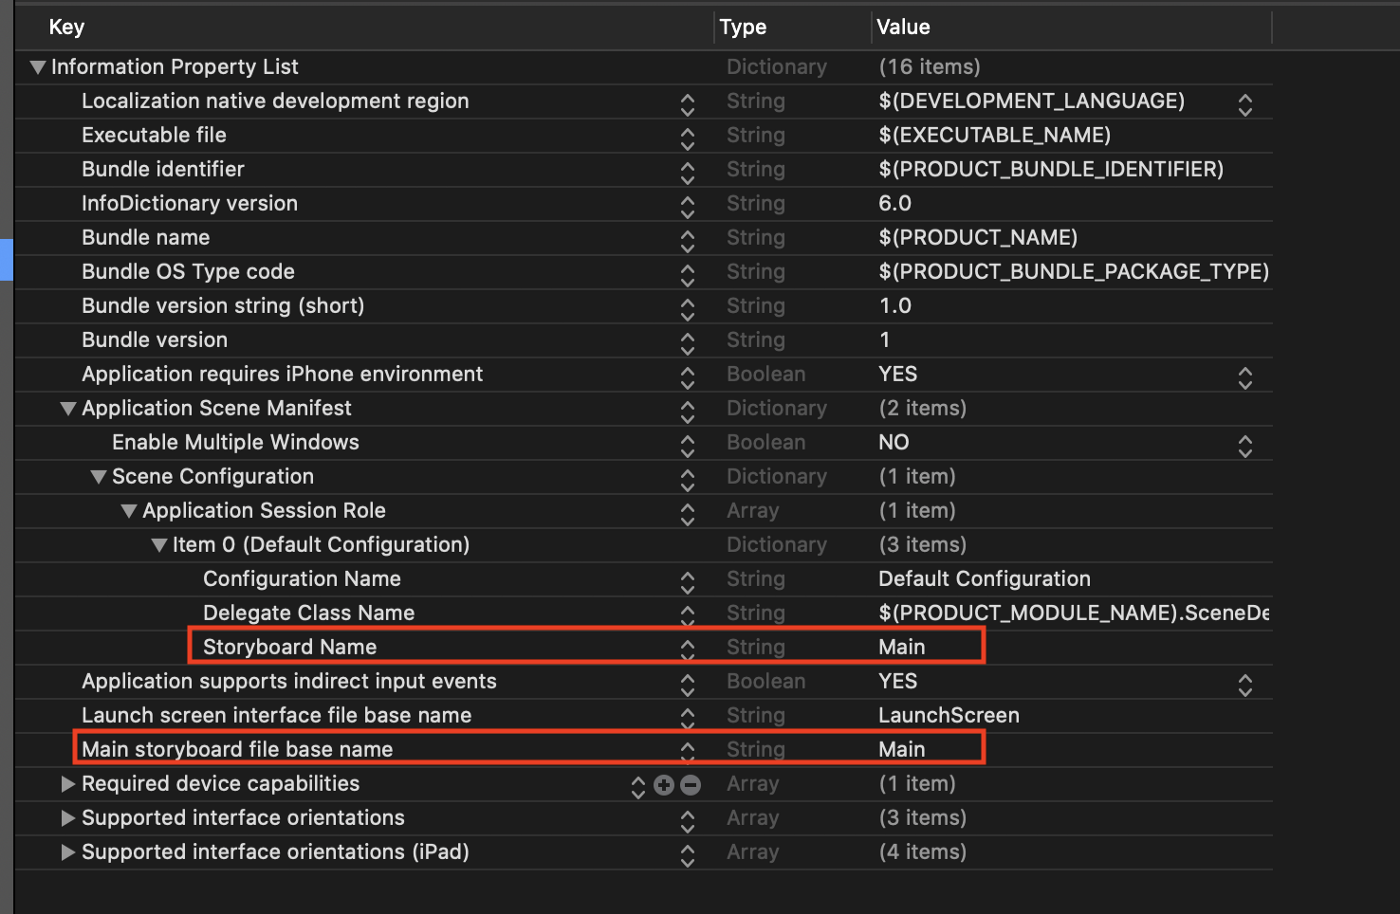 Key Type Value
Information Property List Dictionary (16 items)
Localization native development region String $(DEVELOPMENT_LANGUAGE)
Executable file String $(EXECUTABLE_NAME)
Bundle identifier String $(PRODUCT_BUNDLE_IDENTIFIER)
InfoDictionary version String 6.0
Bundle name String $(PRODUCT_NAME)
Bundle OS Type code String $(PRODUCT_BUNDLE_PACKAGE_TYPE)
Bundle version string (short) String 1.0
Bundle version String 1
Application requires iPhone environment Boolean YES
Application Scene Manifest Dictionary (2 items)
Enable Multiple Windows Boolean NO
Scene Configuration Dictionary (1 item)
Application Session Role Array (1 item)
Item 0 (Default Configuration) Dictionary (3 items)
Configuration Name String Default Configuration
Delegate Class Name String $(PRODUCT_MODULE_NAME).SceneDe
Storyboard Name String Main
Application supports indirect input events Boolean YES
Launch screen interface file base name String LaunchScreen
Main storyboard file base name String Main
Required device capabilities Array (1 item)
Supported interface orientations Array (3 items)
Supported interface orientations (iPad) Array (4 items)